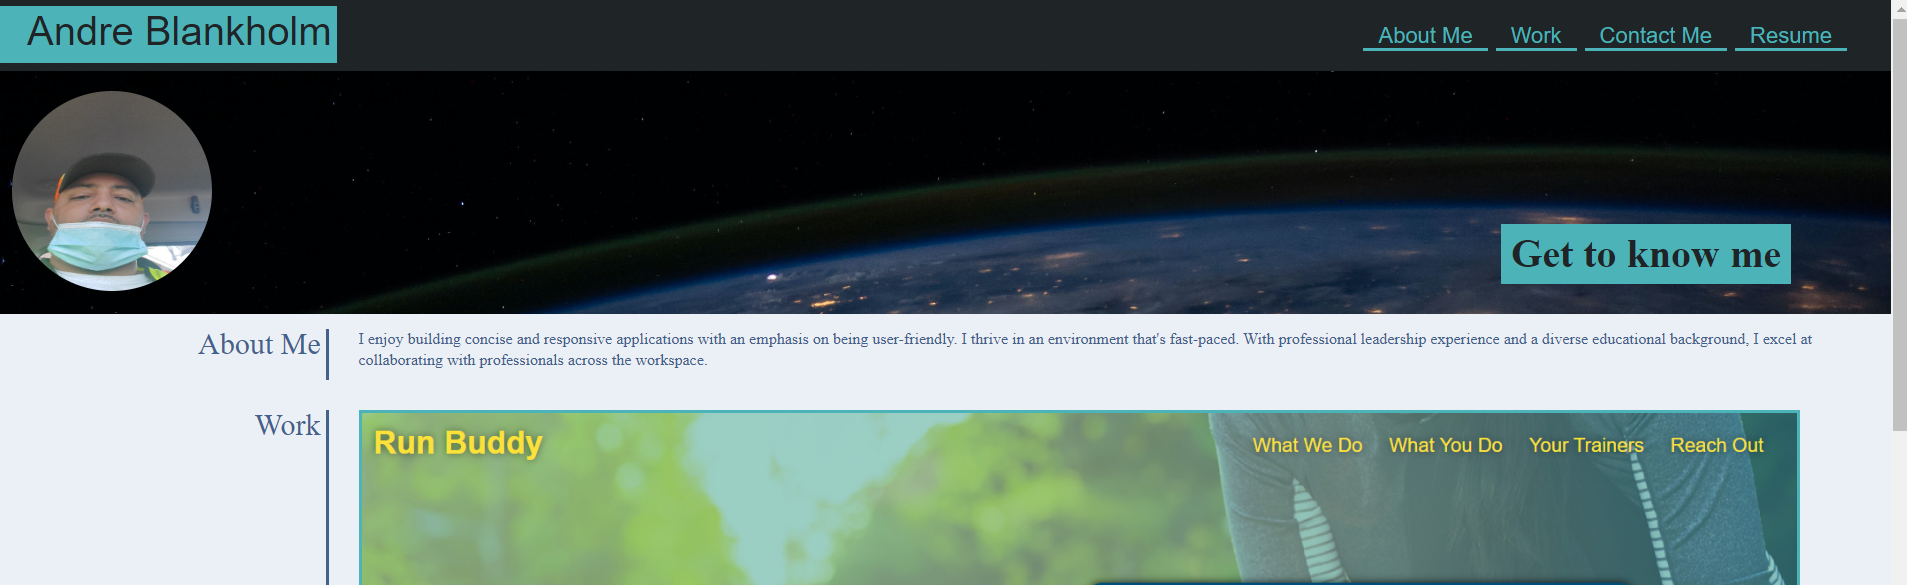 Andre Blankholm
About Me
Work
Contact Me
Resume
Get to know me
About Me
I enjoy building concise and responsive applications with an emphasis on being user-friendly. I thrive in an environment that's fast-paced. With professional leadership experience and a diverse educational background, I excel at
collaborating with professionals across the workspace.
Work
Run Buddy
What We Do
What You Do
Your Trainers
Reach Out